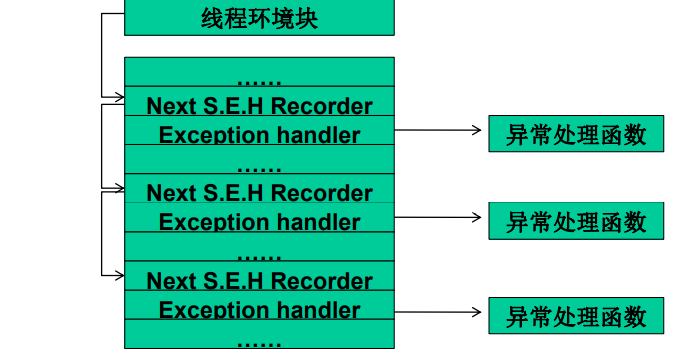 线程环境块
......
Next S.E.H Recorder
Exception handler
异常处理函数
......
Next S.E.H Recorder
Exception handler
异常处理函数
......
Next S.E.H Recorder
Exception handler
异常处理函数
......